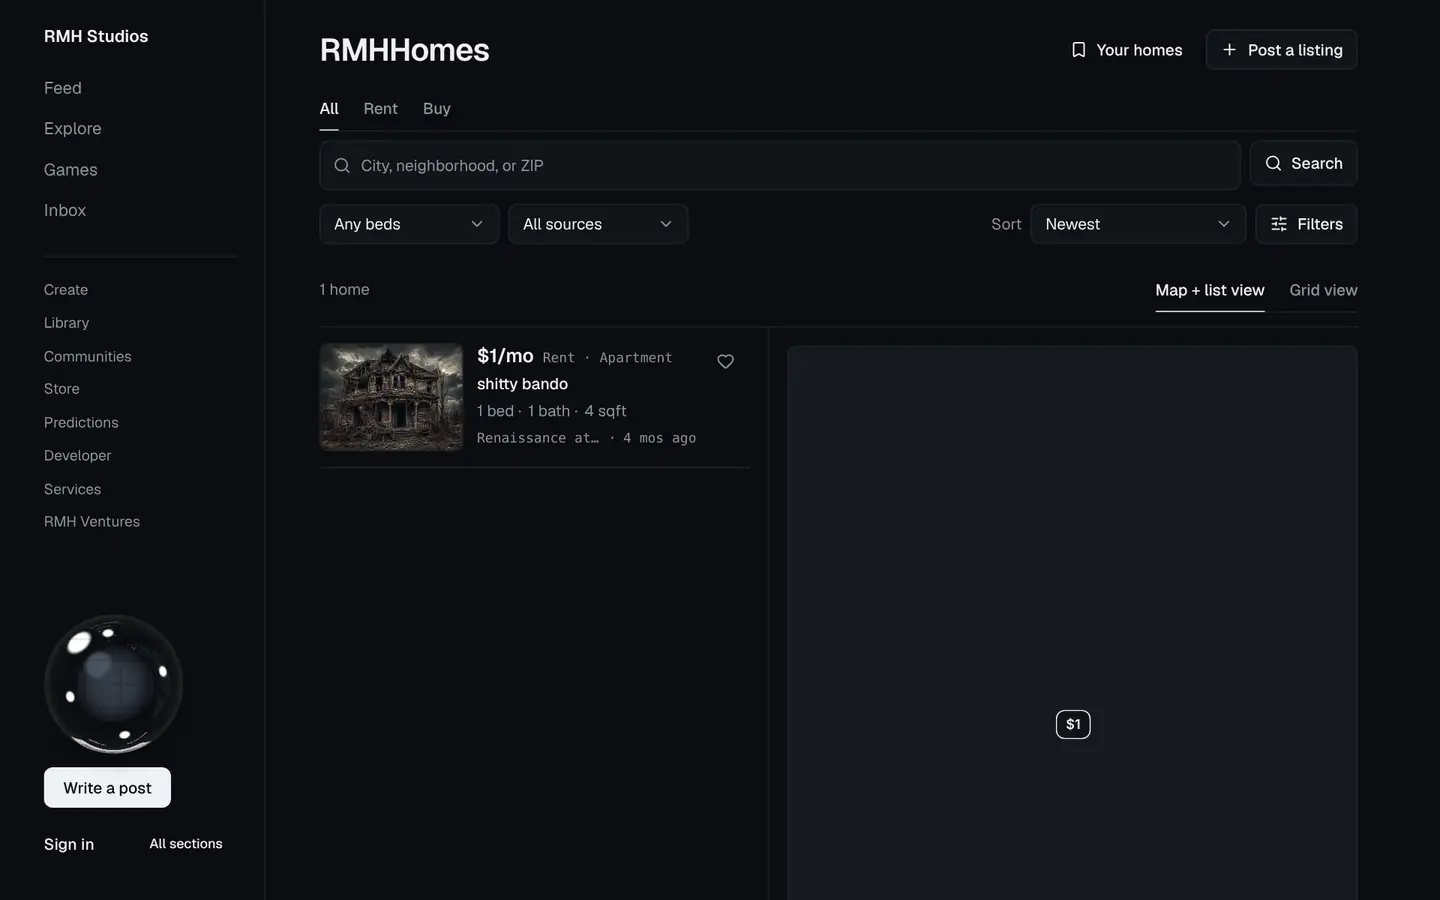 RMH Studios
Feed
Explore
Games
Inbox
Create
Library
Communities
Store
Predictions
Developer
Services
RMH Ventures
Write a post
Sign in
All sections
RMHHomes
Your homes
Post a listing
All
Rent
Buy
City, neighborhood, or ZIP
Search
Any beds
All sources
Sort
Newest
Filters
1 home
Map + list view
Grid view
$1/mo Rent · Apartment
shitty bando
1 bed · 1 bath · 4 sqft
Renaissance at… · 4 mos ago
$1